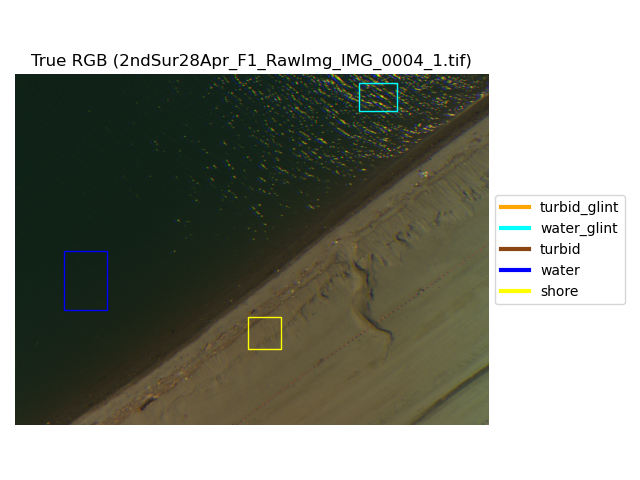 True RGB (2ndSur28Apr_F1_RawImg_IMG_0004_1.tif)
turbid_glint
water_glint
turbid
water
shore